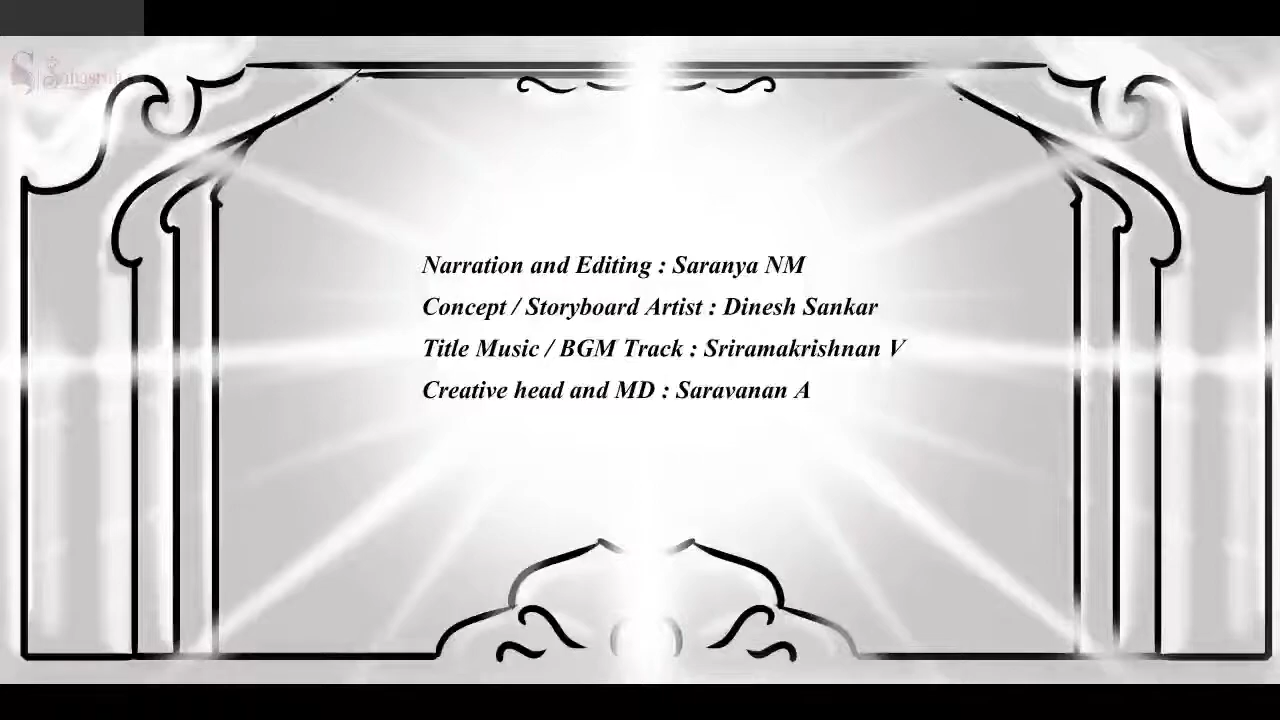 Narration and Editing : Saranya NM
Concept / Storyboard Artist : Dinesh Sankar
Title Music / BGM Track : Sriramakrishnan V
Creative head and MD : Saravanan A